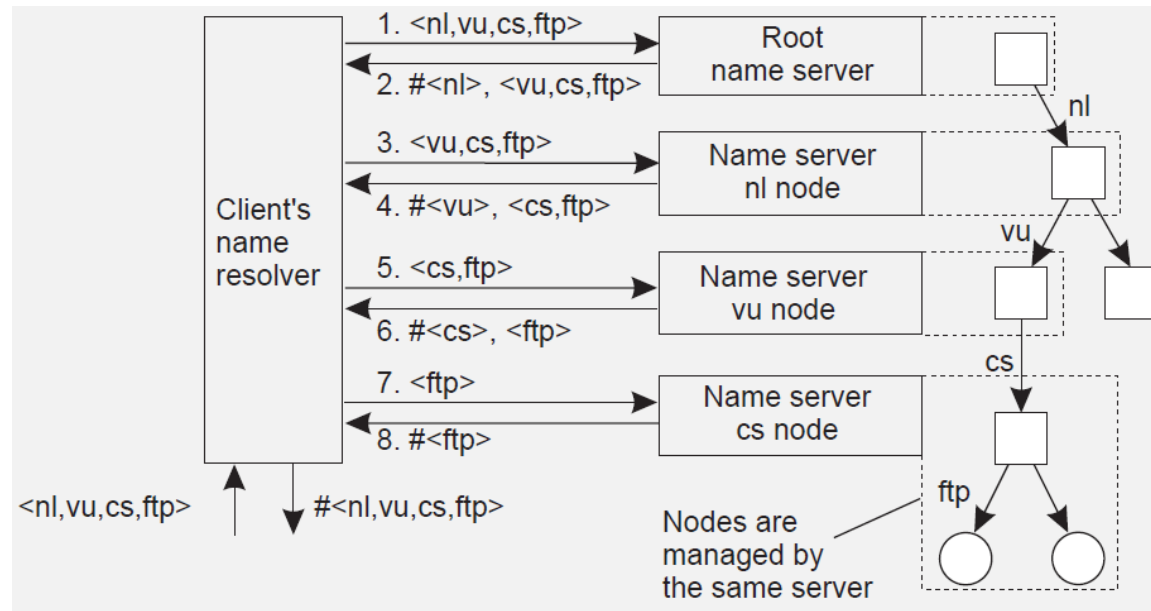 1. <nl,vu,cs,ftp>
2. #<nl>, <vu,cs,ftp>
Root
name server
nl
3. <vu,cs,ftp>
4. #<vu>, <cs,ftp>
Name server
nl node
vu
Client's
name
resolver
5. <cs,ftp>
6. #<cs>, <ftp>
Name server
vu node
cs
7. <ftp>
8. #<ftp>
Name server
cs node
ftp
<nl,vu,cs,ftp>
#<nl,vu,cs,ftp>
Nodes are
managed by
the same server